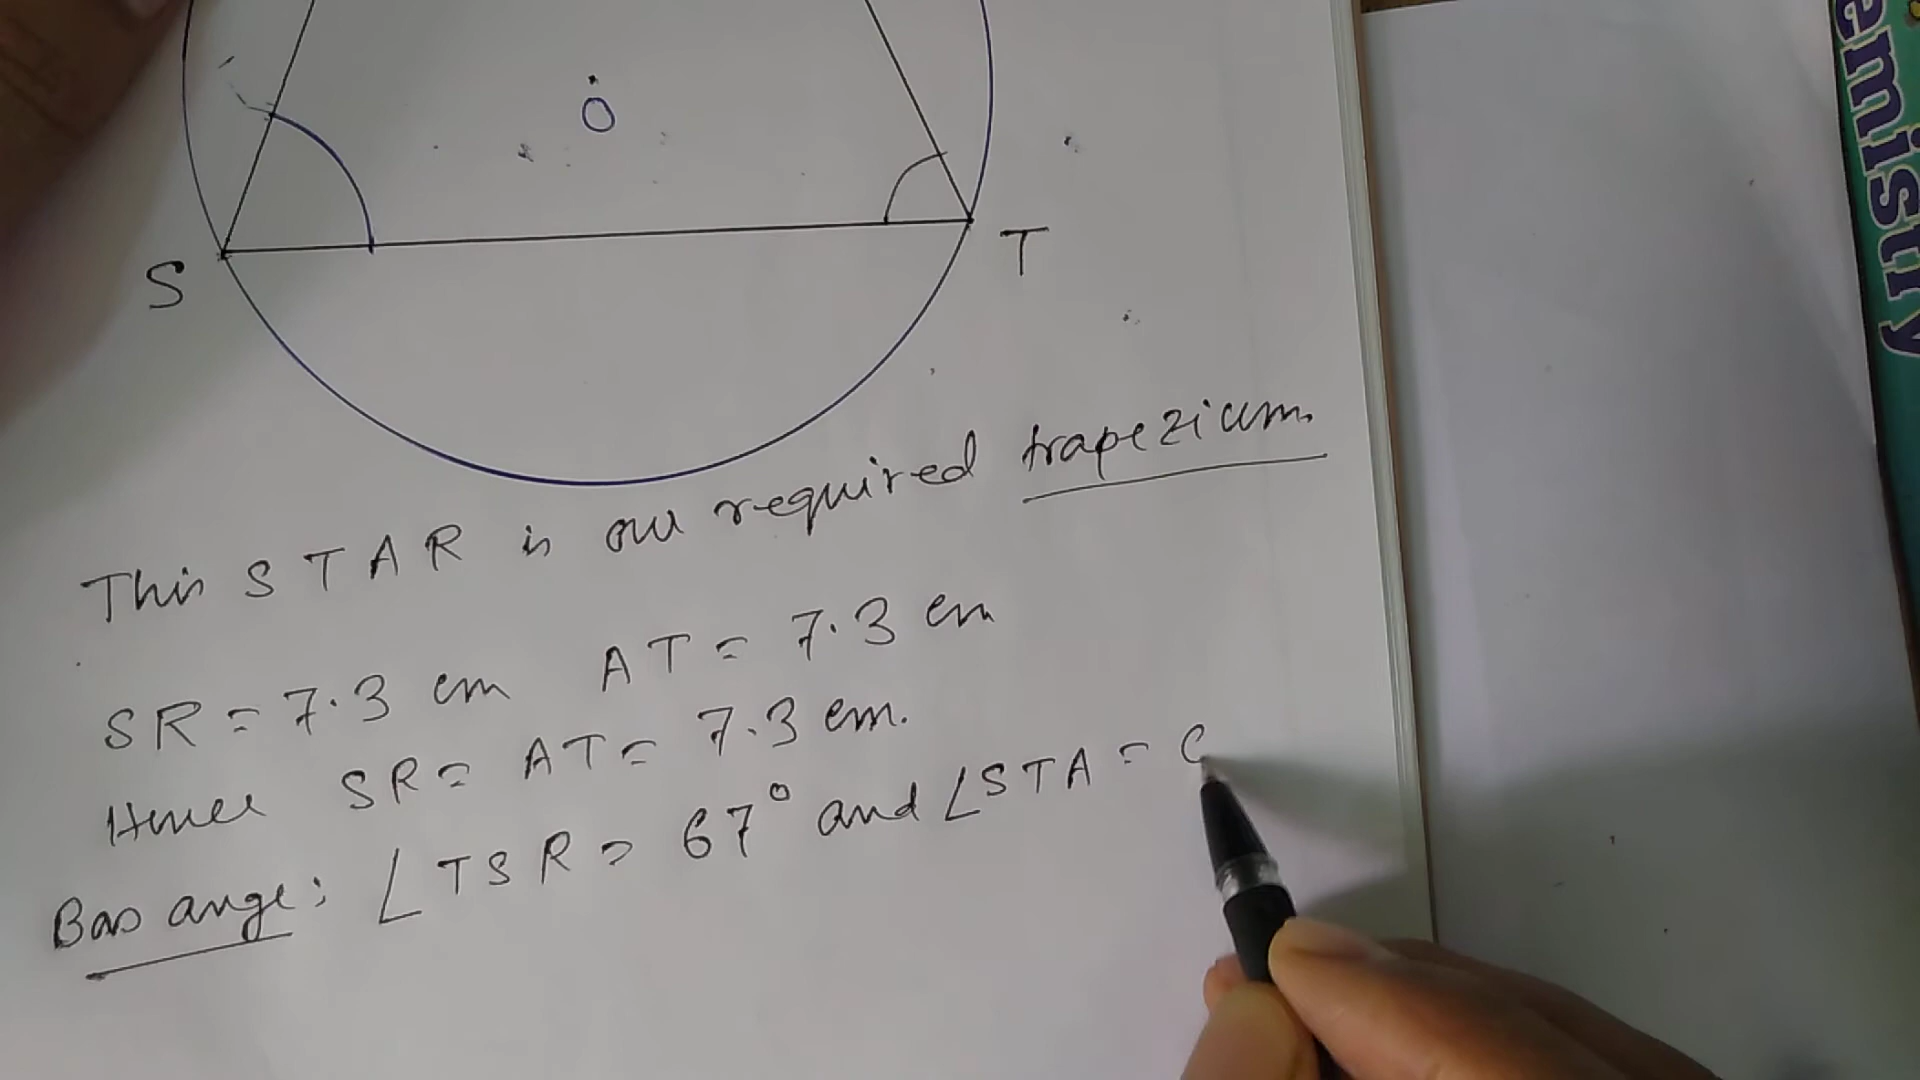 O
S
T
This STAR is our required trapezium.
SR = 7.3 cm AT = 7.3 cm
Hence SR = AT = 7.3 cm.
Bas ange: ∠TSR = 67° and ∠STA =
emistry